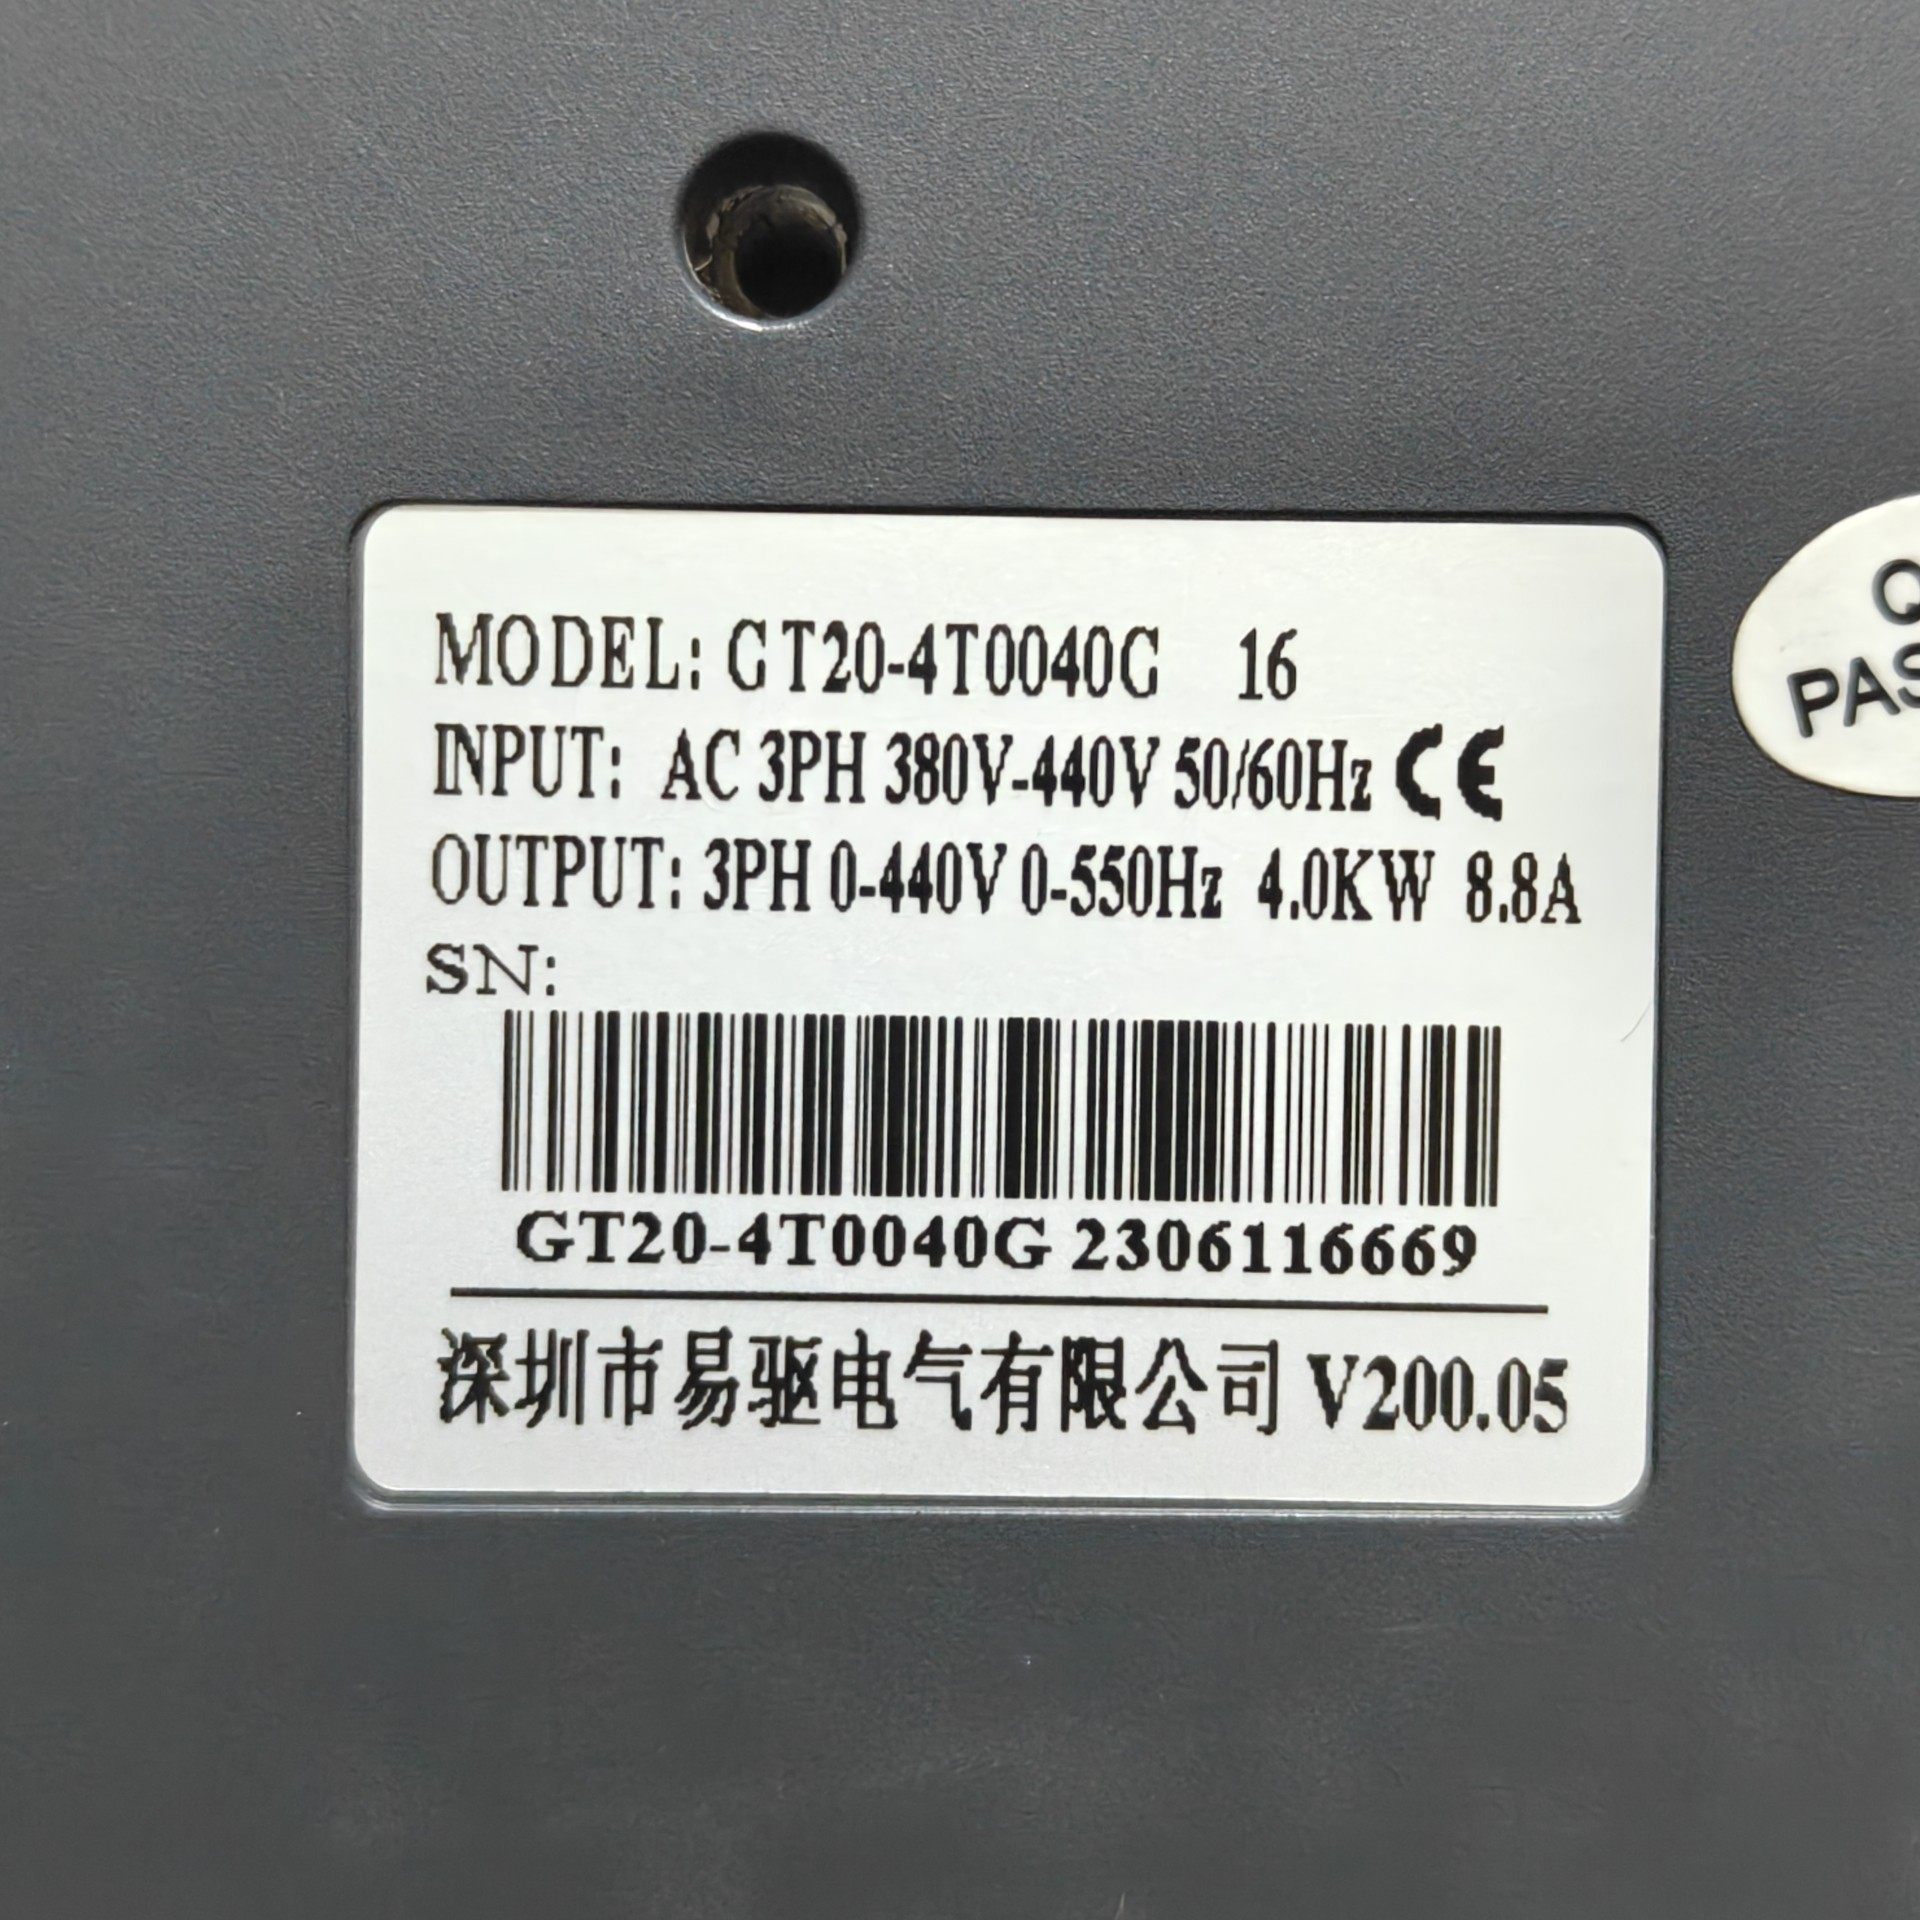 MODEL: GT20-4T0040G 16
INPUT: AC 3PH 380V-440V 50/60Hz CE
OUTPUT: 3PH 0-440V 0-550Hz 4.0KW 8.8A
SN:
GT20-4T0040G 2306116669
深圳市易驱电气有限公司 V200.05